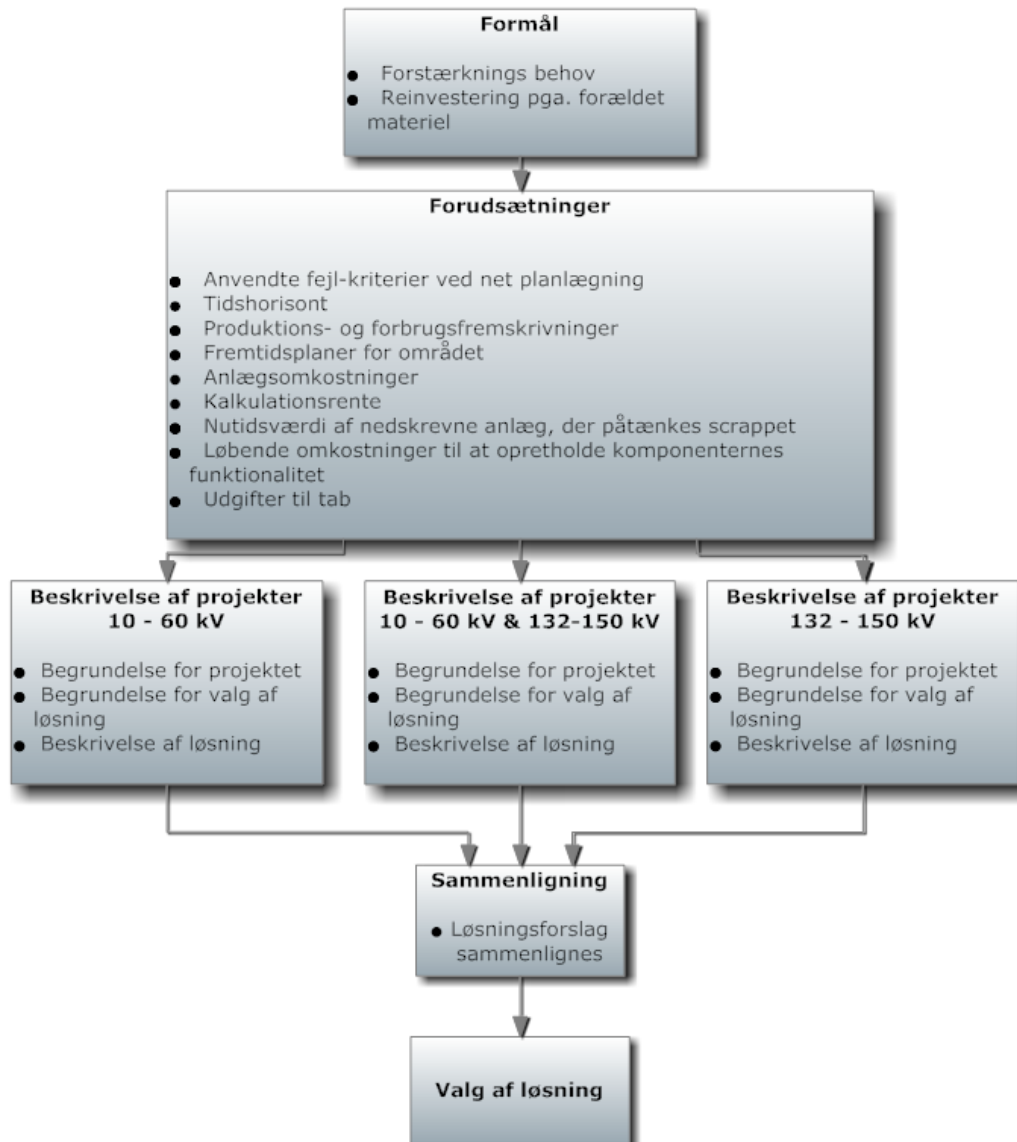 Formål
● Forstærknings behov
● Reinvestering pga. forældet
materiel
Forudsætninger
● Anvendte fejl-kriterier ved net planlægning
● Tidshorisont
● Produktions- og forbrugsfremskrivninger
● Fremtidsplaner for området
● Anlægsomkostninger
● Kalkulationsrente
● Nutidsværdi af nedskrevne anlæg, der påtænkes scrappet
● Løbende omkostninger til at opretholde komponenternes
funktionalitet
● Udgifter til tab
Beskrivelse af projekter
10 - 60 kV
● Begrundelse for projektet
● Begrundelse for valg af
løsning
● Beskrivelse af løsning
Beskrivelse af projekter
10 - 60 kV & 132-150 kV
● Begrundelse for projektet
● Begrundelse for valg af
løsning
● Beskrivelse af løsning
Beskrivelse af projekter
132 - 150 kV
● Begrundelse for projektet
● Begrundelse for valg af
løsning
● Beskrivelse af løsning
Sammenligning
● Løsningsforslag
sammenlignes
Valg af løsning